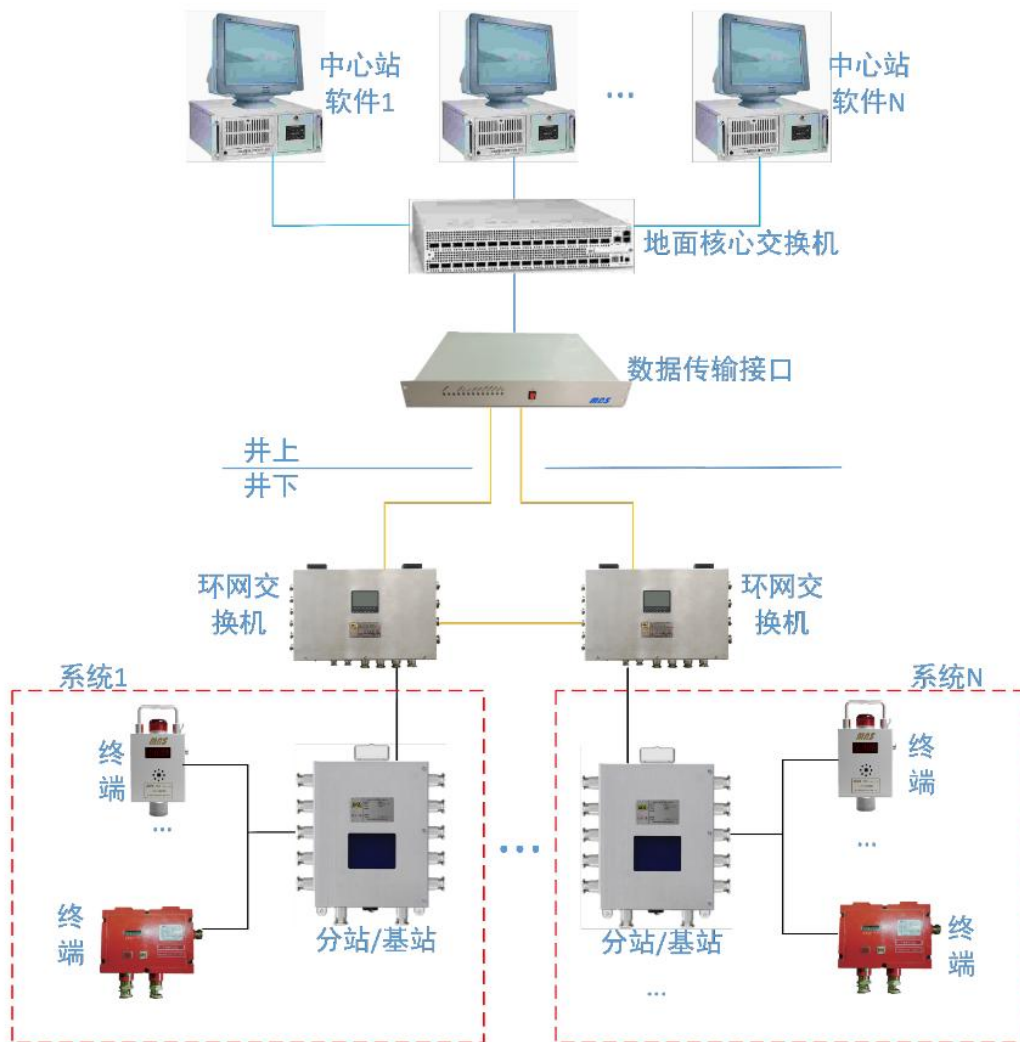 中心站
软件1
...
中心站
软件N
地面核心交换机
数据传输接口
井上
井下
环网交
换机
环网交
换机
系统1
系统N
终
端
...
终
端
分站/基站
...
终
端
...
终
端
分站/基站
...